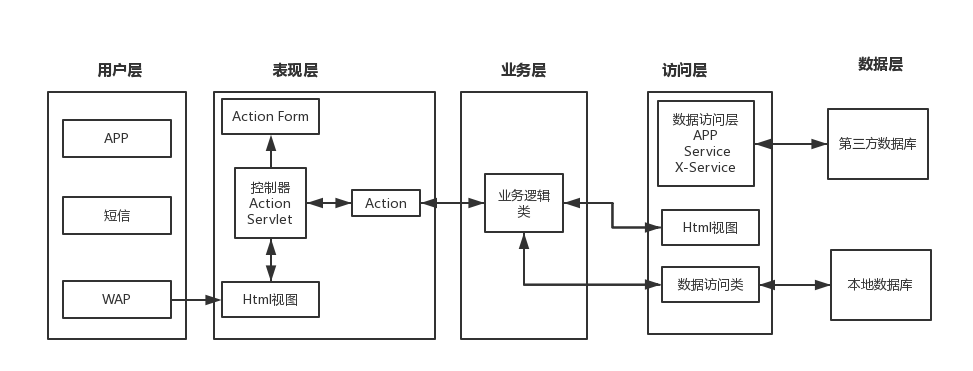 用户层
表现层
业务层
访问层
数据层
APP
短信
WAP
Action Form
控制器
Action
Servlet
Action
Html视图
业务逻辑
类
数据访问层
APP
Service
X-Service
Html视图
数据访问类
第三方数据库
本地数据库